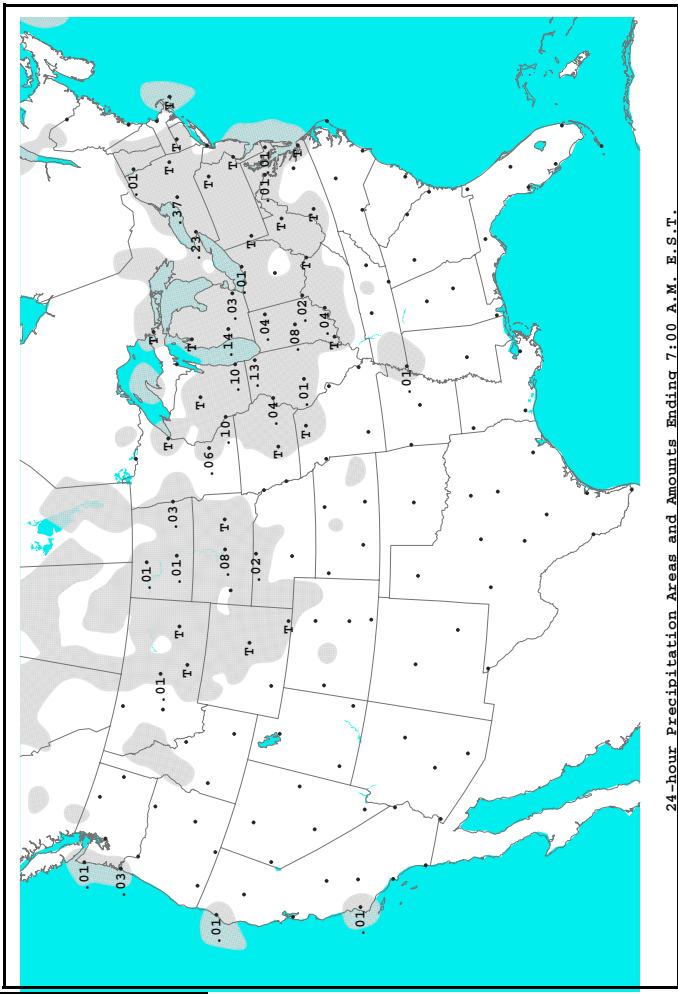 .01
.03
.01
.01
T
.01
T
T
T
.03
.01
T
.37
T
T
T
.23
T
T
.06
.01
.10
.08
T
.14
.03
T
.10
.01
T
T
.13
.02
.04
.01
.01
.04
T
T
T
.08
T
.02
.01
T
T
T
.04
T
.01
.01
24-hour Precipitation Areas and Amounts Ending 7:00 A.M. E.S.T.